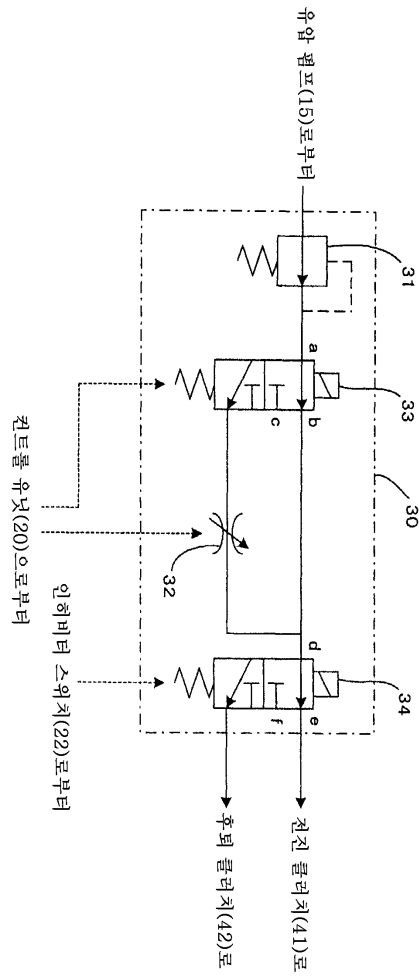 유압 펌프(15)로부터
31
33
30
a
b
c
32
d
e
f
34
컨트롤 유닛(20)으로부터
인히비터 스위치(22)로부터
전진 클러치(41)로
후퇴 클러치(42)로